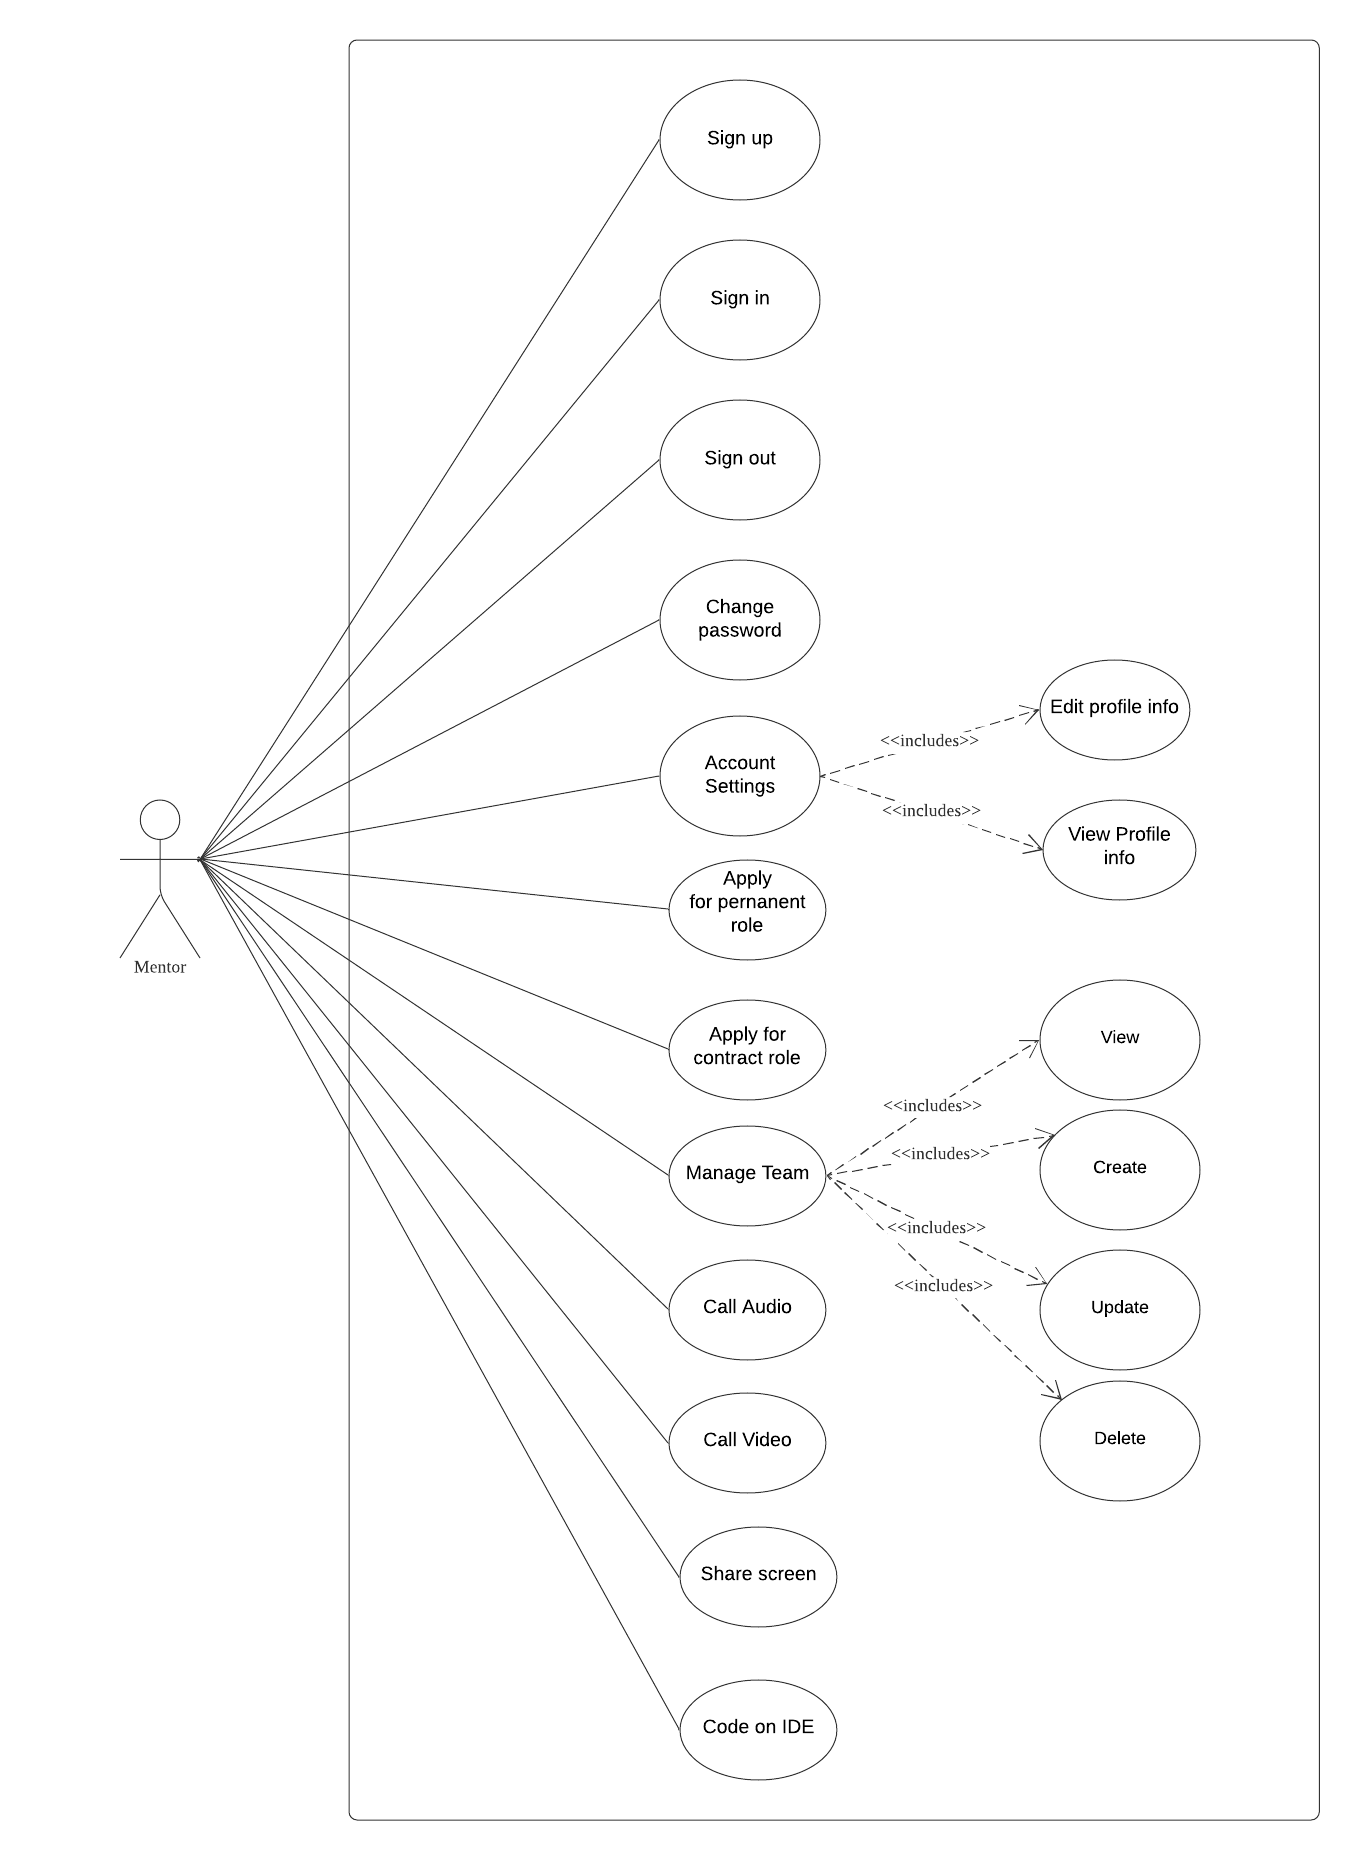 Sign up
Sign in
Sign out
Change
password
Edit profile info
<<includes>>
Account
Settings
<<includes>>
View Profile
info
Apply
for pernanent
role
Mentor
Apply for
contract role
View
<<includes>>
<<includes>>
Create
Manage Team
<<includes>>
<<includes>>
Call Audio
Update
Call Video
Delete
Share screen
Code on IDE